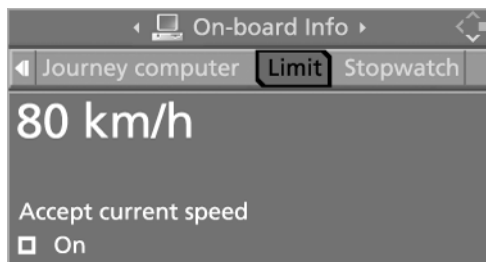 On-board Info
Journey computer Limit Stopwatch
80 km/h
Accept current speed
On